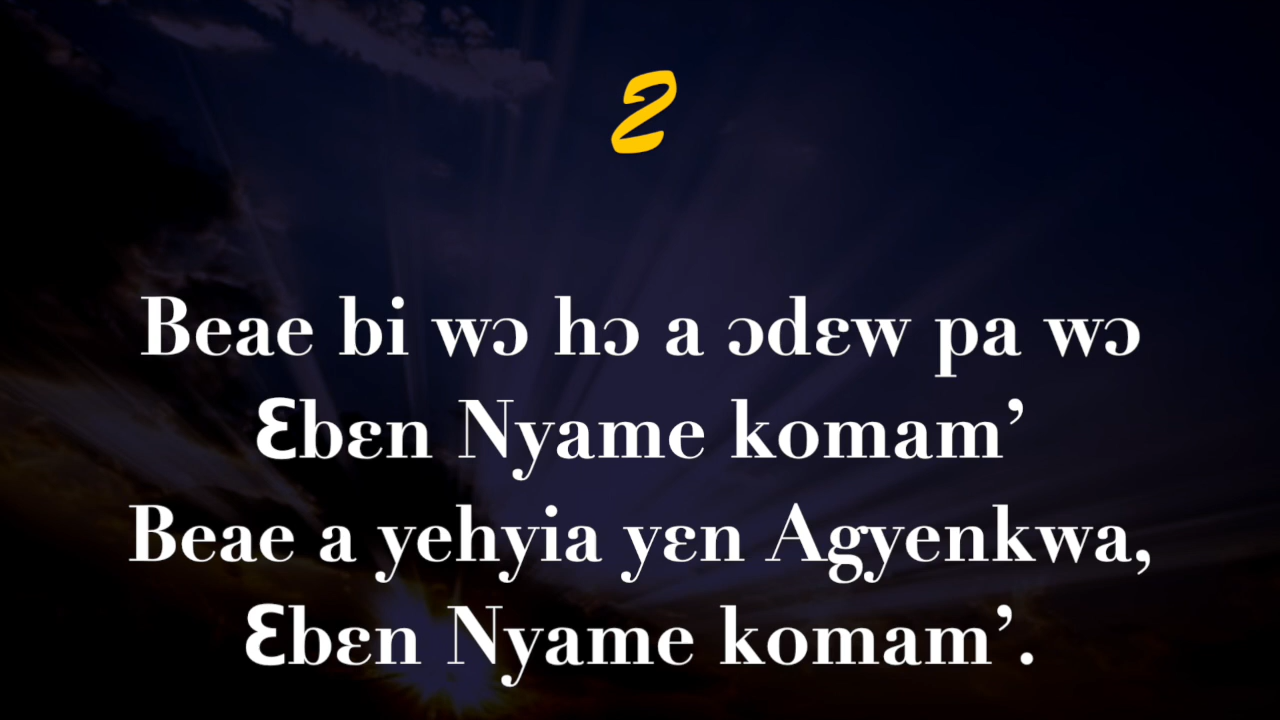 2
Beae bi wɔ hɔ a ɔdɛw pa wɔ
Ɛbɛn Nyame komam’
Beae a yehyia yɛn Agyenkwa,
Ɛbɛn Nyame komam’.